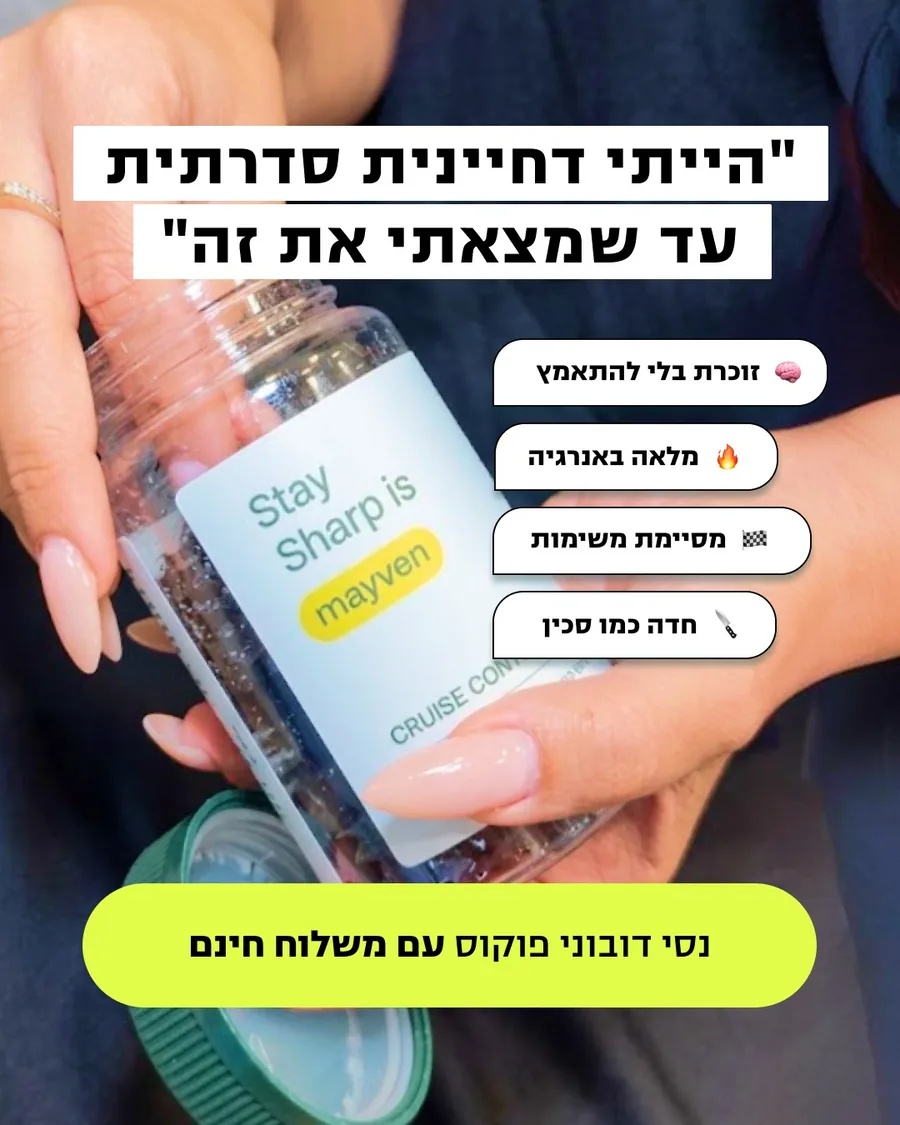 "הייתי דחיינית סדרתית
עד שמצאתי את זה"
🧠 זוכרת בלי להתאמץ
🔥 מלאה באנרגיה
🏁 מסיימת משימות
🔪 חדה כמו סכין
Stay
Sharp is
mayven
CRUISE
נסי דובוני פוקוס עם משלוח חינם